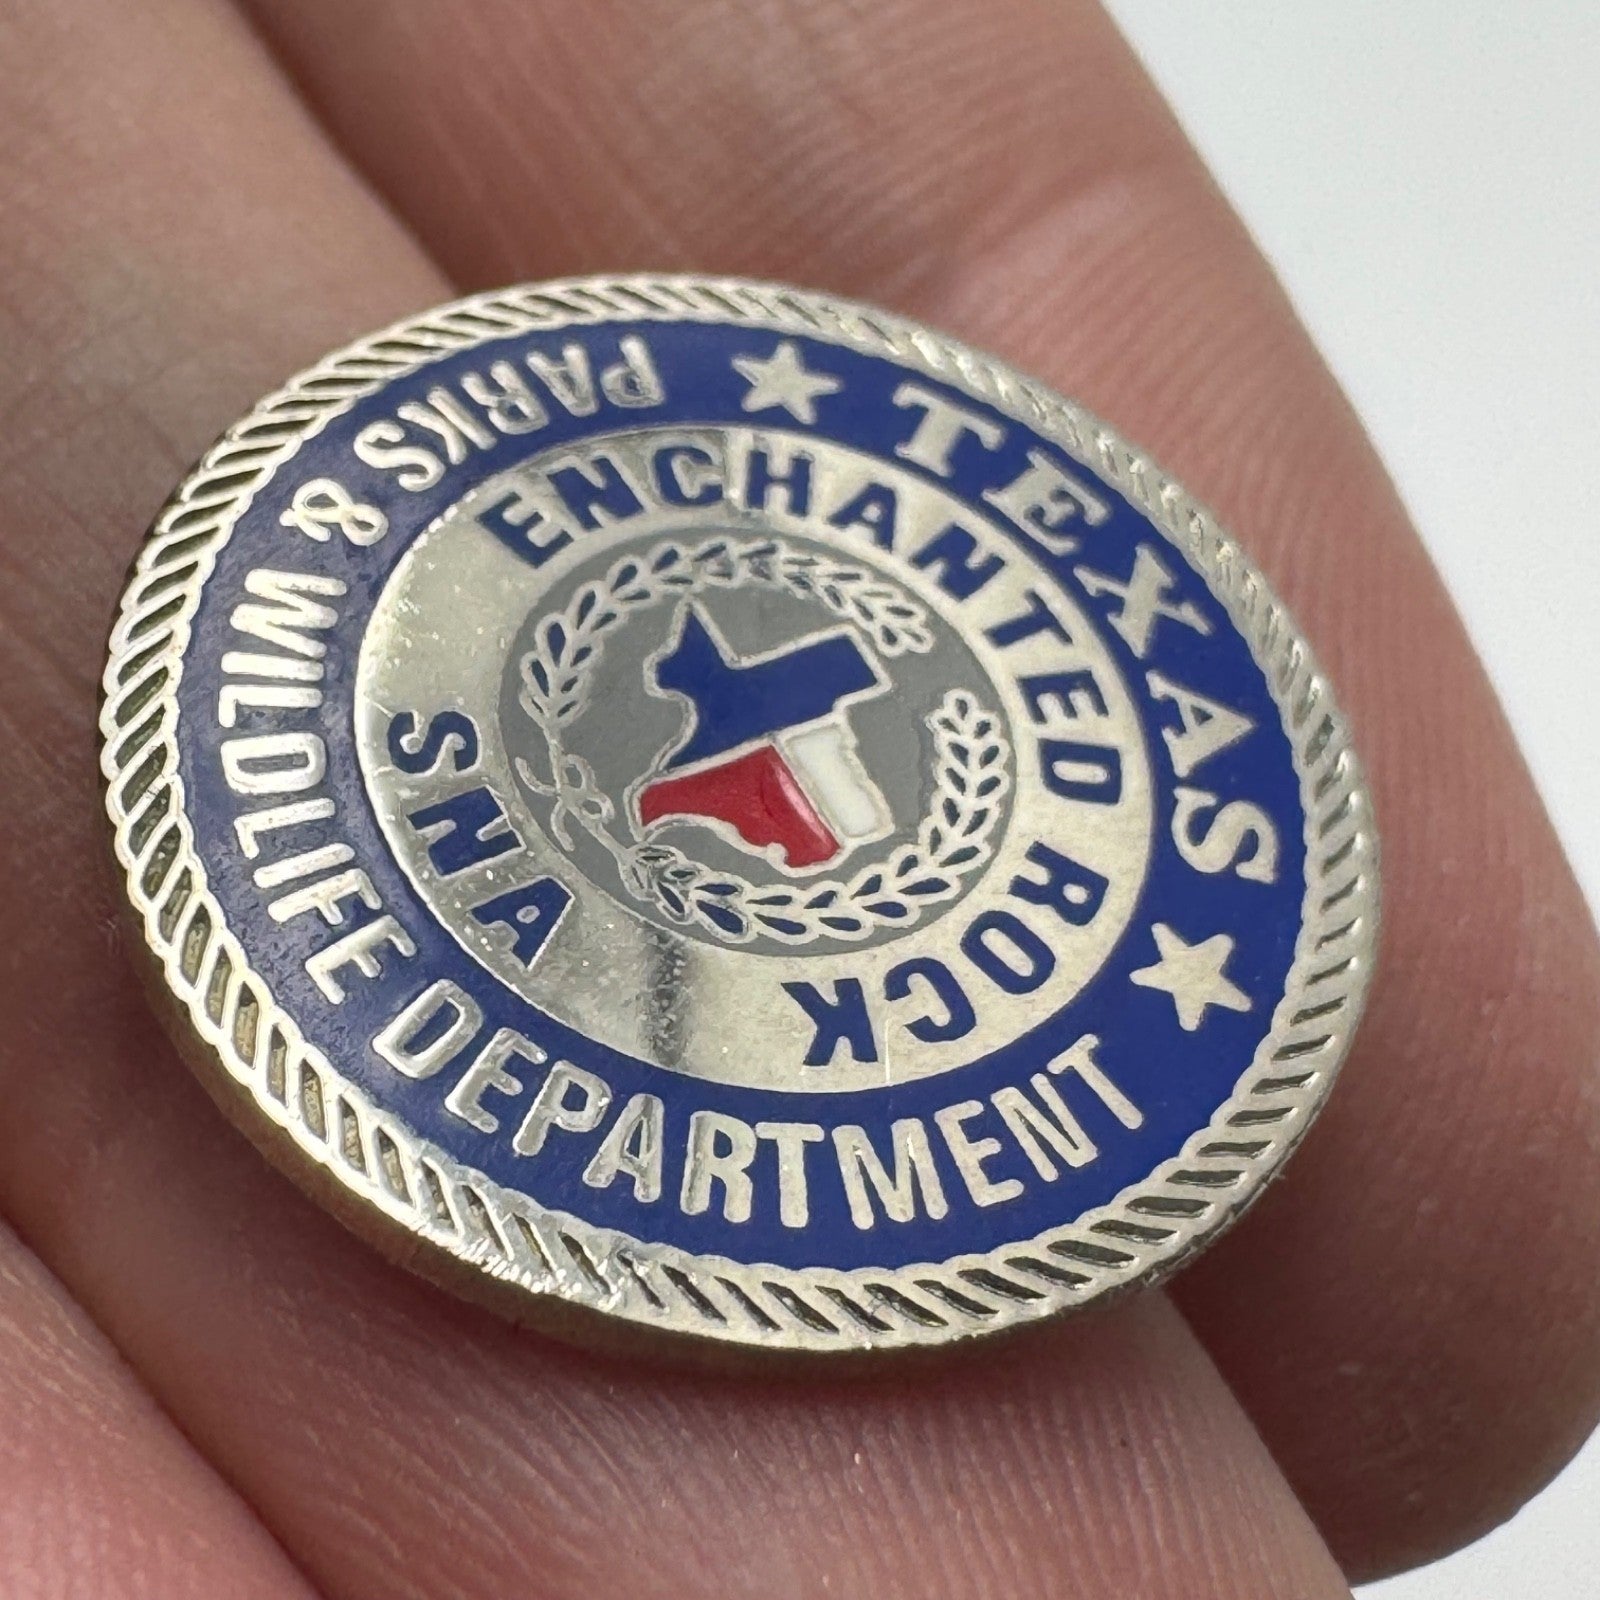 TEXAS
PARKS & WILDLIFE DEPARTMENT
ENCHANTED ROCK
SNA